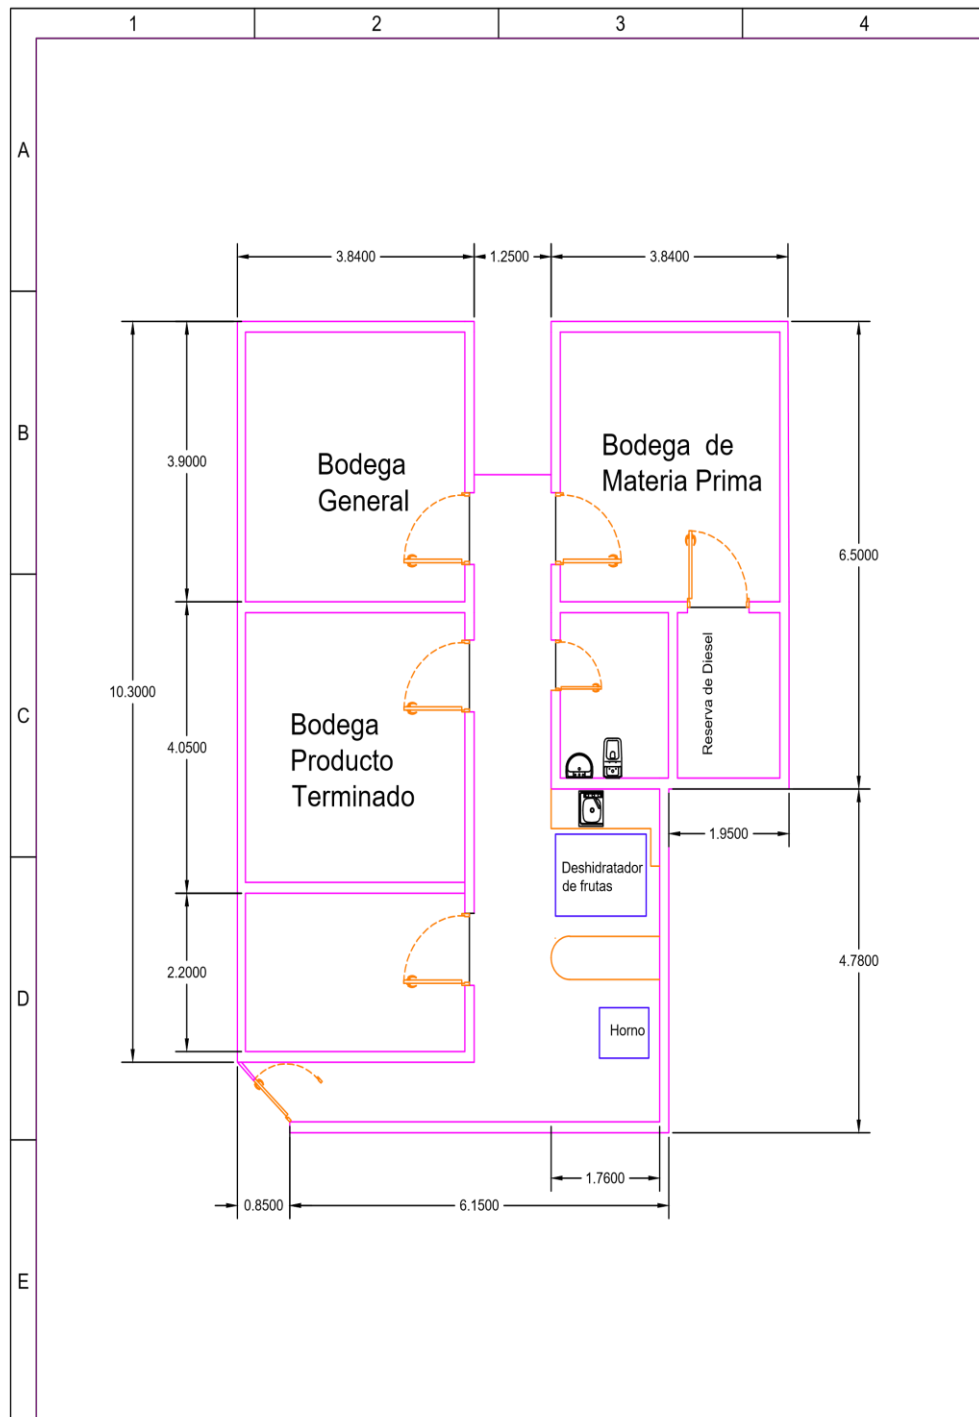 1 2 3 4
A
B
C
D
E
3.8400 1.2500 3.8400
3.9000
10.3000
4.0500
2.2000
6.5000
1.9500
4.7800
Bodega
General
Bodega de
Materia Prima
Bodega
Producto
Terminado
Reserva de Diesel
Deshidratador
de frutas
Horno
1.7600
0.8500 6.1500